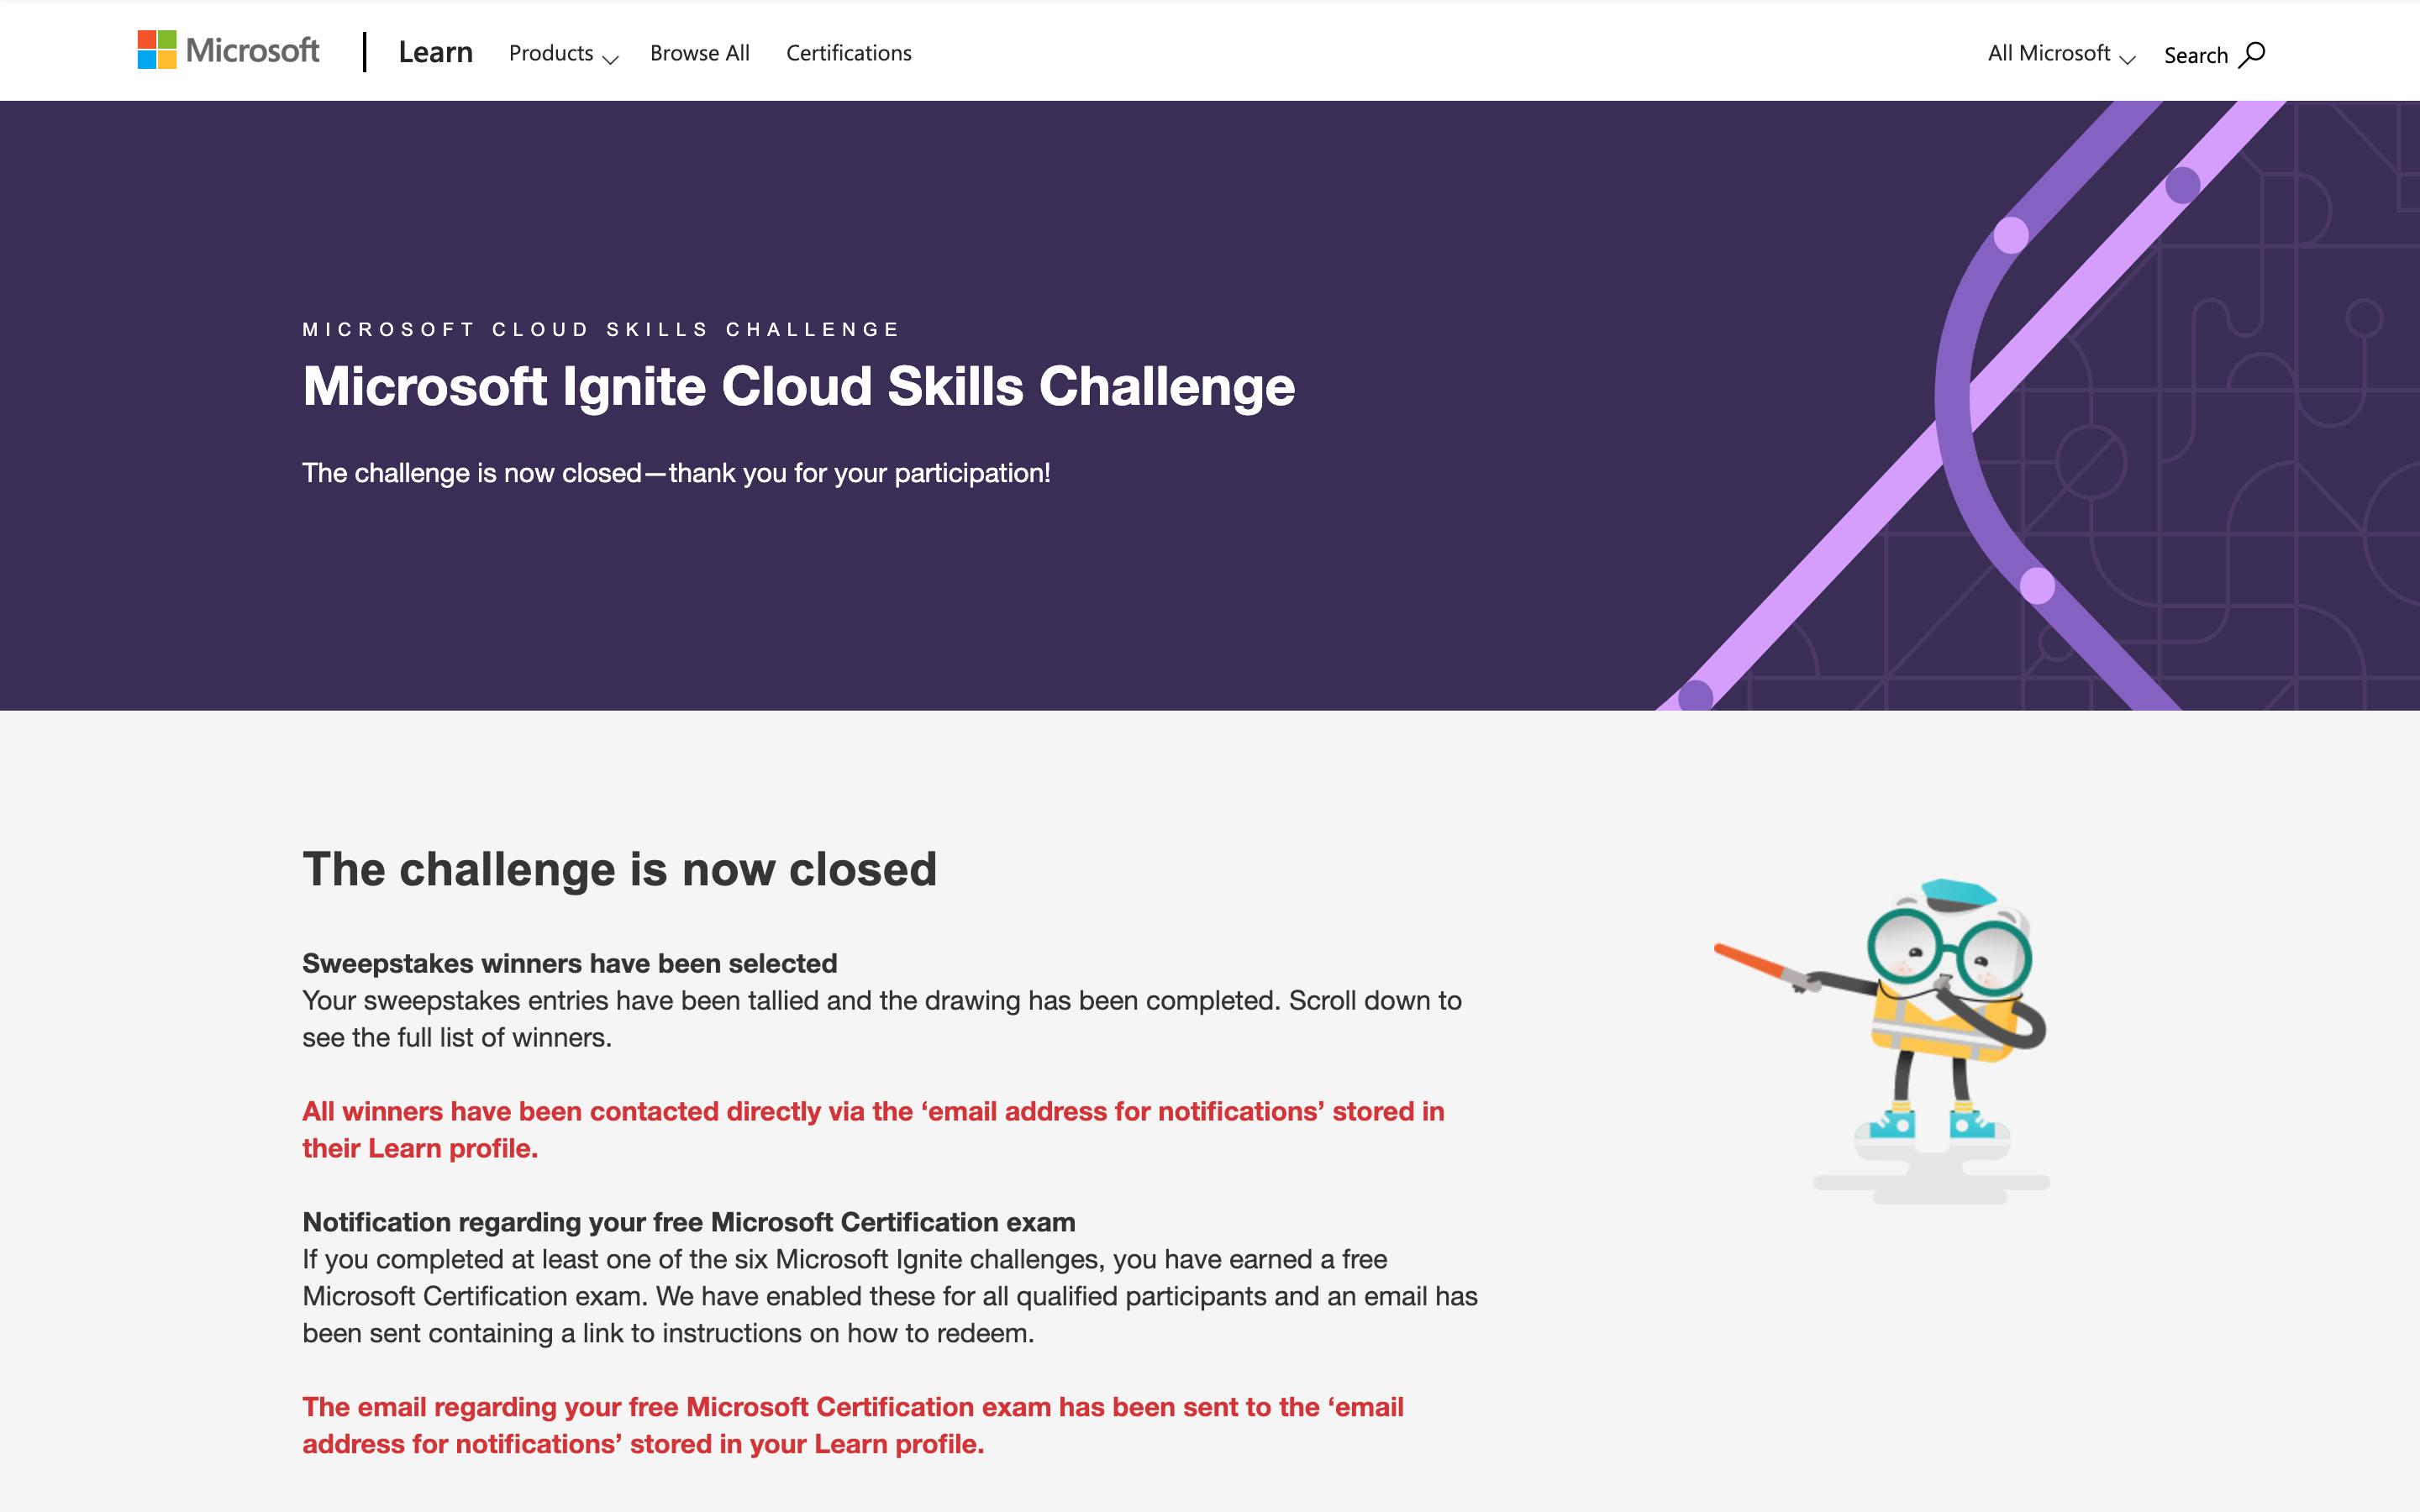 Microsoft
Learn
Products
Browse All
Certifications
All Microsoft
Search
MICROSOFT CLOUD SKILLS CHALLENGE
Microsoft Ignite Cloud Skills Challenge
The challenge is now closed—thank you for your participation!
The challenge is now closed
Sweepstakes winners have been selected
Your sweepstakes entries have been tallied and the drawing has been completed. Scroll down to
see the full list of winners.
All winners have been contacted directly via the ‘email address for notifications’ stored in
their Learn profile.
Notification regarding your free Microsoft Certification exam
If you completed at least one of the six Microsoft Ignite challenges, you have earned a free
Microsoft Certification exam. We have enabled these for all qualified participants and an email has
been sent containing a link to instructions on how to redeem.
The email regarding your free Microsoft Certification exam has been sent to the ‘email
address for notifications’ stored in your Learn profile.